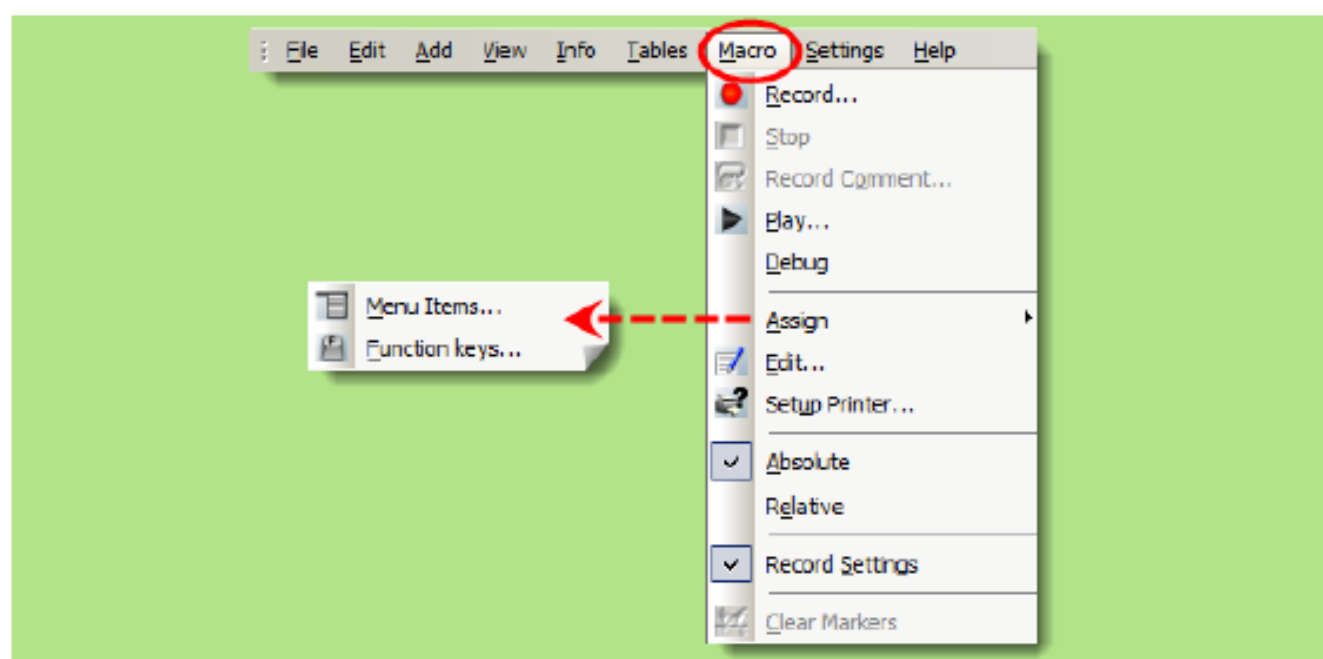 File Edit Add View Info Tables Macro Settings Help
Record...
Stop
Record Comment...
Play...
Debug
Assign
Edit...
Setup Printer...
Absolute
Relative
Record Settings
Clear Markers
Menu Items...
Function keys...